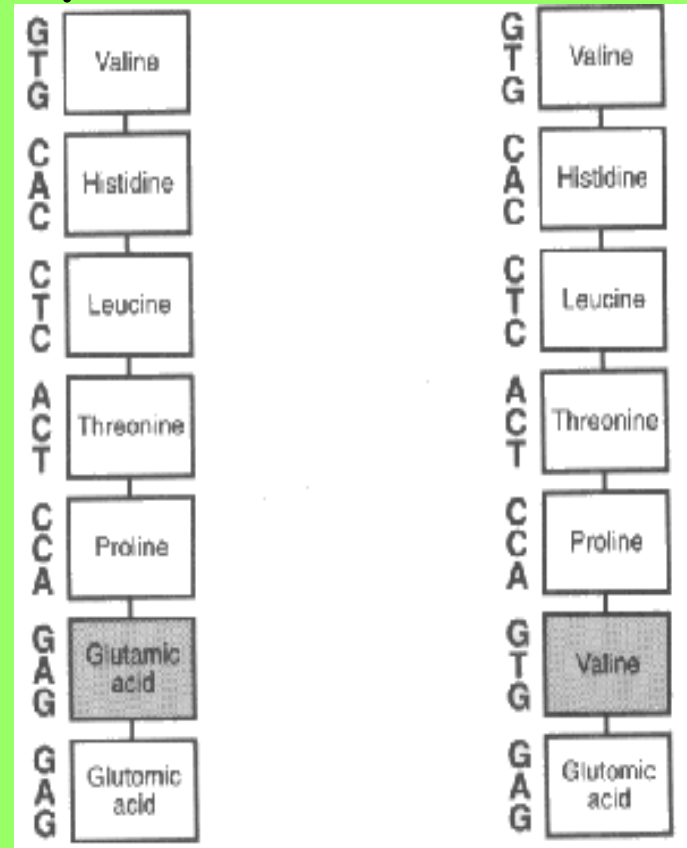 G
T
G
Valine
C
A
C
Histidine
C
T
C
Leucine
A
C
T
Threonine
C
C
A
Proline
G
A
G
Glutamic
acid
G
A
G
Glutomic
acid
G
T
G
Valine
C
A
C
Histidine
C
T
C
Leucine
A
C
T
Threonine
C
C
A
Proline
G
T
G
Valine
G
A
G
Glutomic
acid